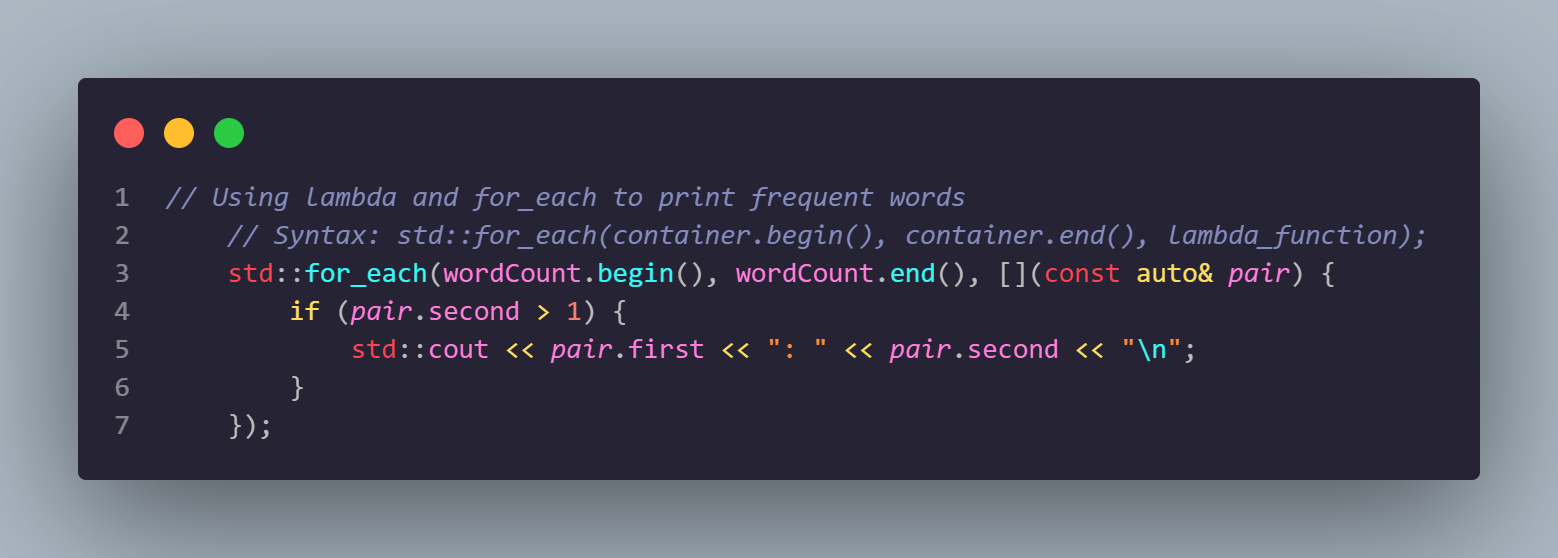 1 // Using lambda and for_each to print frequent words
2     // Syntax: std::for_each(container.begin(), container.end(), lambda_function);
3     std::for_each(wordCount.begin(), wordCount.end(), [](const auto& pair) {
4         if (pair.second > 1) {
5             std::cout << pair.first << ": " << pair.second << "\n";
6         }
7     });